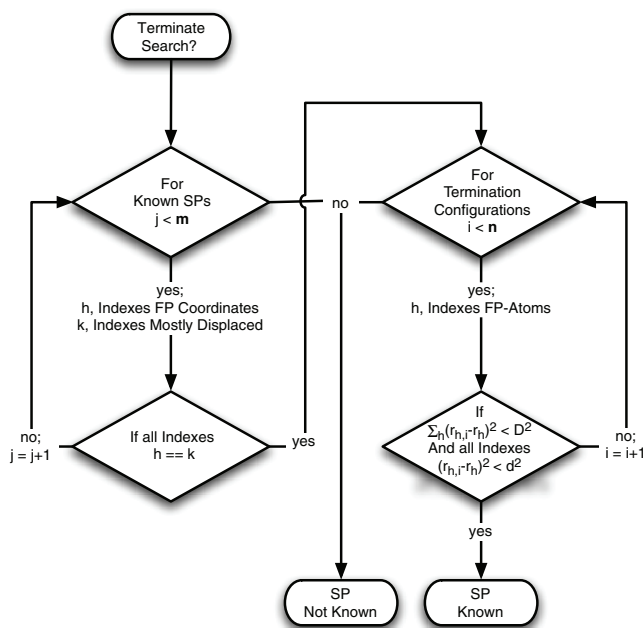 Terminate
Search?
For
Known SPs
j < m
no
For
Termination
Configurations
i < n
yes;
h, Indexes FP Coordinates
k, Indexes Mostly Displaced
yes;
h, Indexes FP-Atoms
no;
j = j+1
If all Indexes
h == k
yes
If
Σh(rh,i-rh)² < D²
And all Indexes
(rh,i-rh)² < d²
no;
i = i+1
yes
SP
Not Known
SP
Known